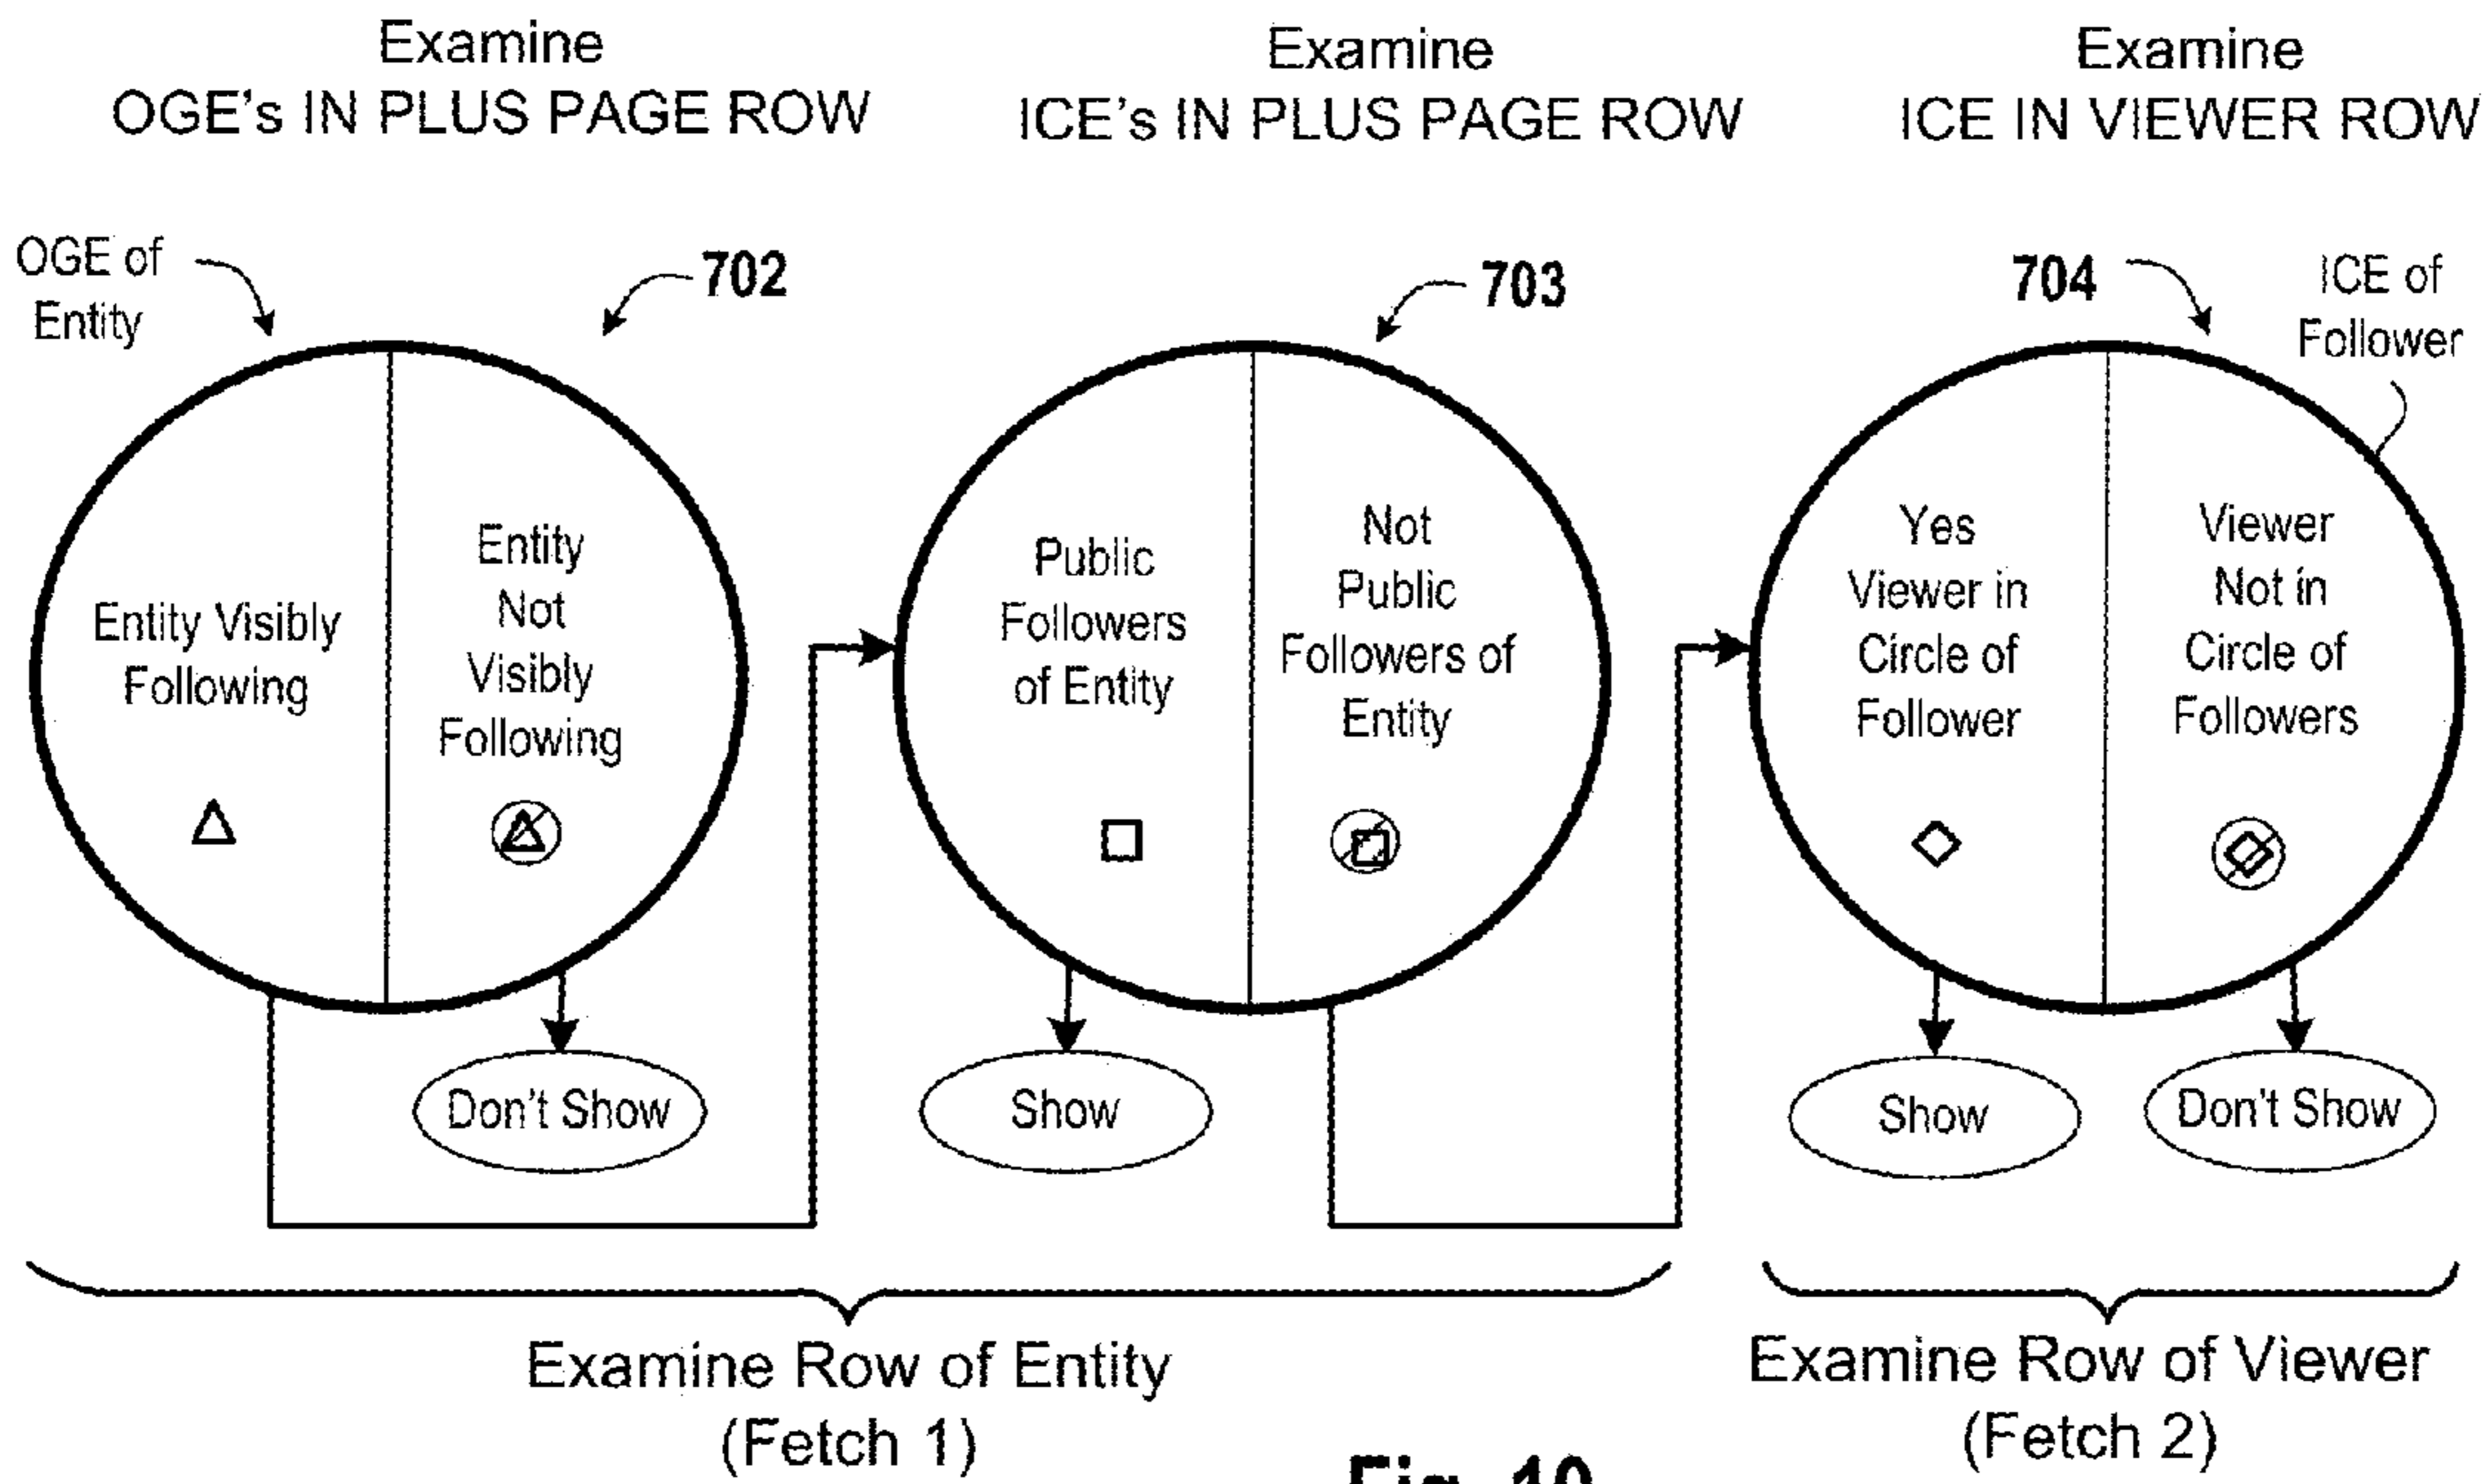 Examine
OGE's IN PLUS PAGE ROW
Examine
ICE's IN PLUS PAGE ROW
Examine
ICE IN VIEWER ROW
OGE of
Entity
702
703
704
ICE of
Follower
Entity Visibly
Following
Entity
Not
Visibly
Following
Public
Followers
of Entity
Not
Public
Followers of
Entity
Yes
Viewer in
Circle of
Follower
Viewer
Not in
Circle of
Followers
Don't Show
Show
Show
Don't Show
Examine Row of Entity
(Fetch 1)
Examine Row of Viewer
(Fetch 2)
Fig. 10